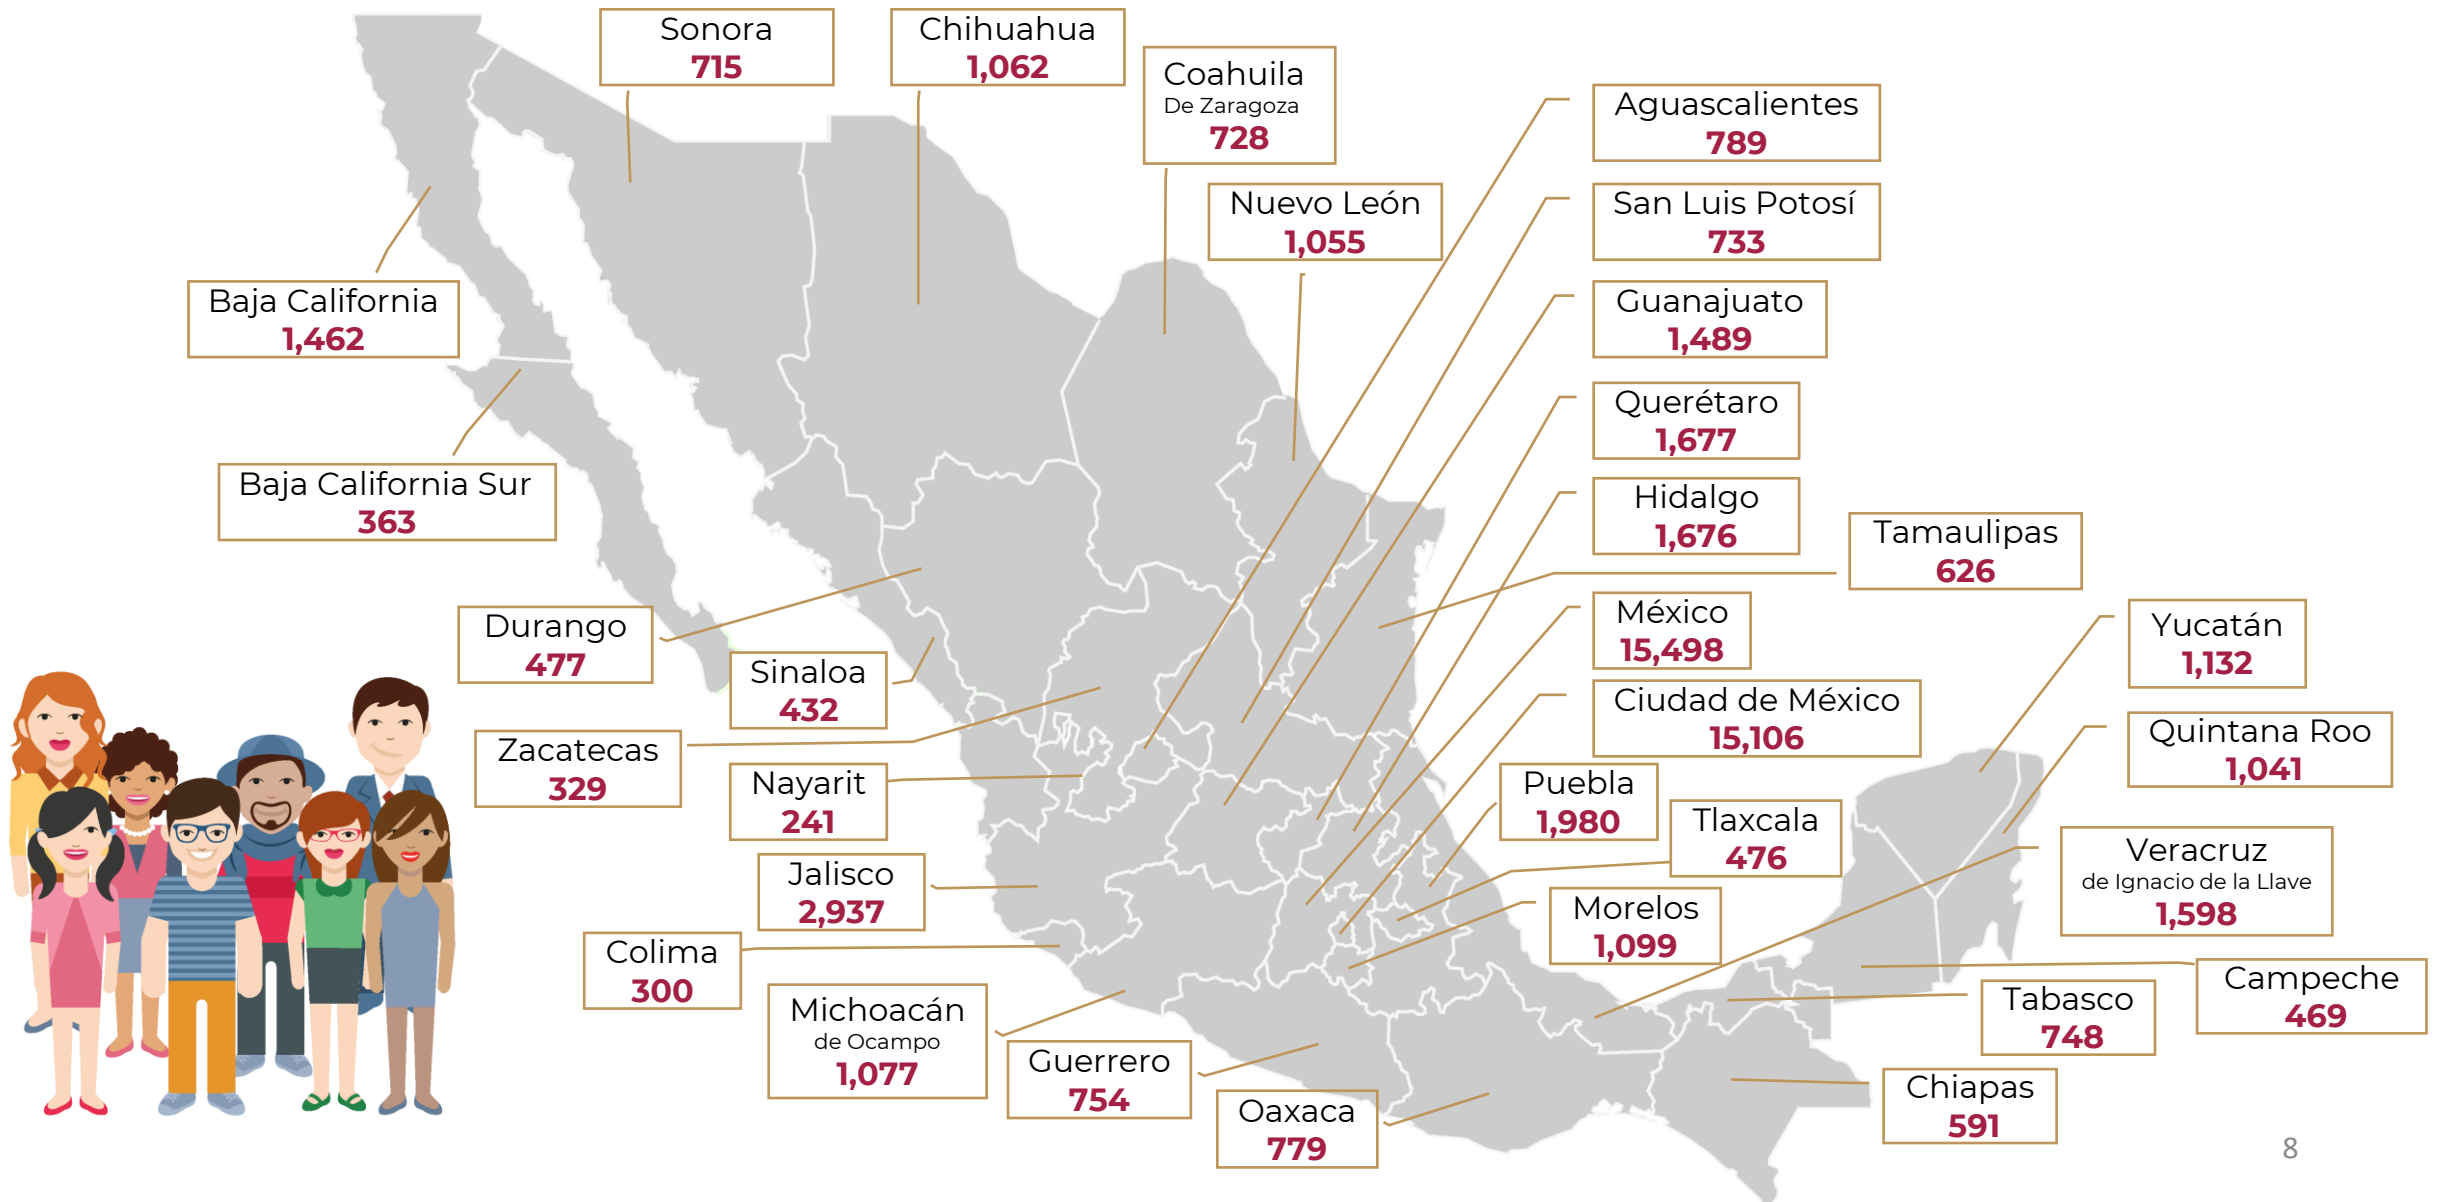 Sonora
715
Chihuahua
1,062
Coahuila
De Zaragoza
728
Nuevo León
1,055
Aguascalientes
789
San Luis Potosí
733
Guanajuato
1,489
Querétaro
1,677
Hidalgo
1,676
Tamaulipas
626
México
15,498
Ciudad de México
15,106
Yucatán
1,132
Quintana Roo
1,041
Puebla
1,980
Tlaxcala
476
Morelos
1,099
Veracruz
de Ignacio de la Llave
1,598
Campeche
469
Tabasco
748
Chiapas
591
Baja California
1,462
Baja California Sur
363
Durango
477
Sinaloa
432
Zacatecas
329
Nayarit
241
Jalisco
2,937
Colima
300
Michoacán
de Ocampo
1,077
Guerrero
754
Oaxaca
779
8